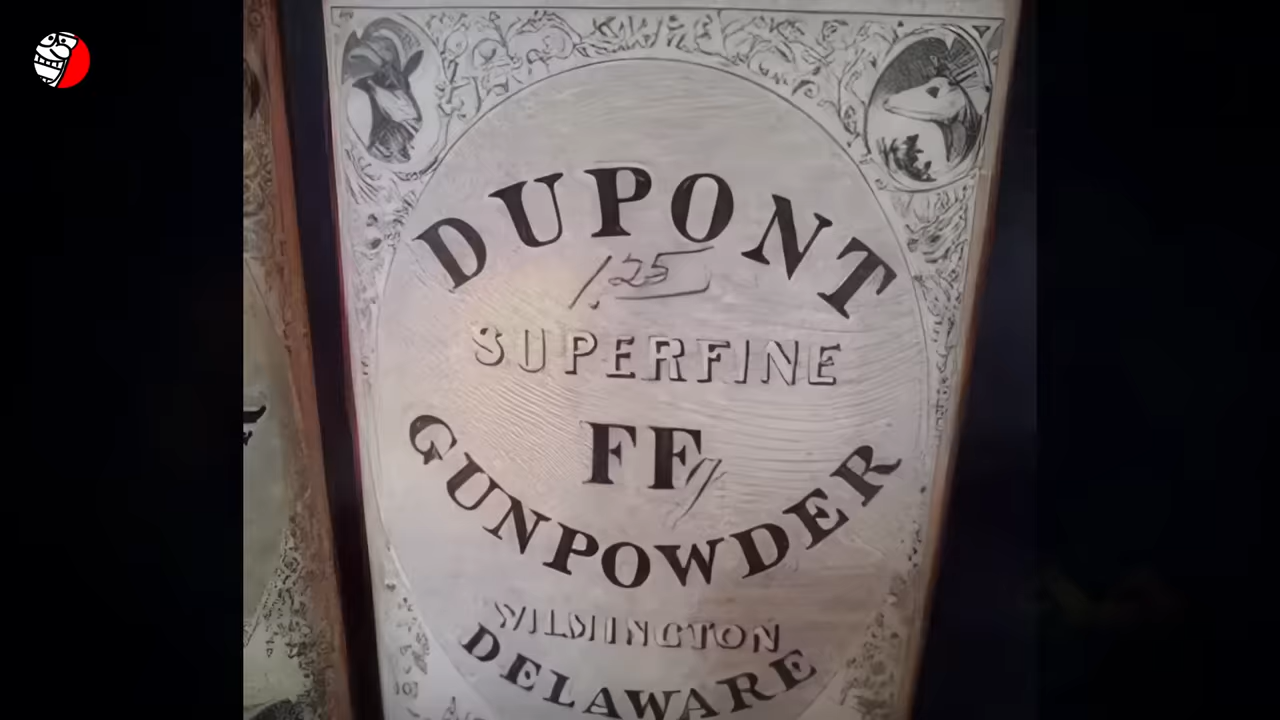 DUPONT
1.25
SUPERFINE
FF
GUNPOWDER
WILMINGTON
DELAWARE